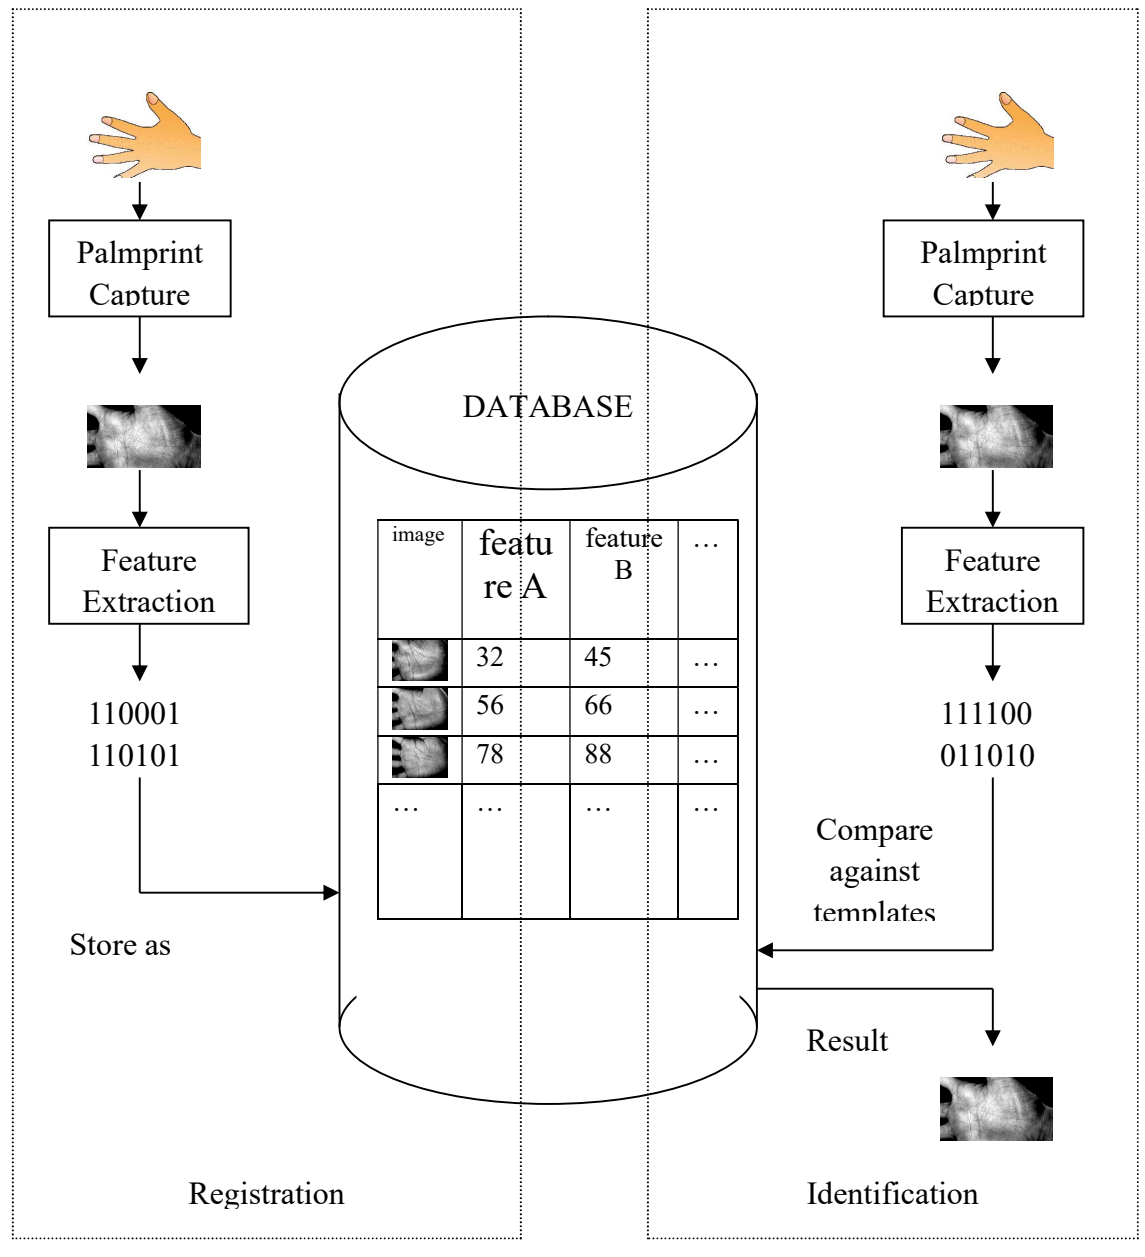 Palmprint
Capture
Feature
Extraction
110001
110101
Store as
Registration
DATABASE
image featu
re A feature
B …
32 45 …
56 66 …
78 88 …
… … … …
Palmprint
Capture
Feature
Extraction
111100
011010
Compare
against
templates
Result
Identification